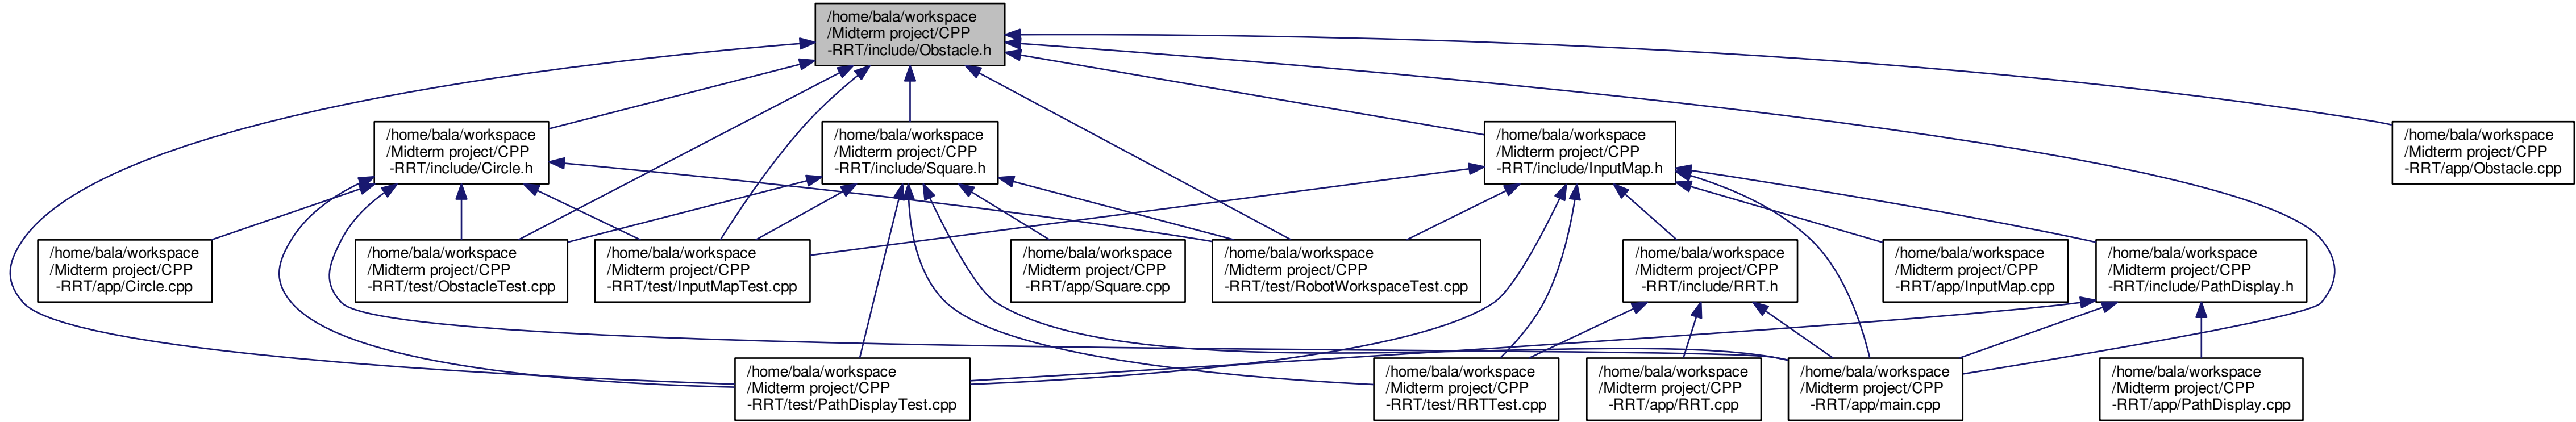 /home/bala/workspace
/Midterm project/CPP
-RRT/include/Obstacle.h
/home/bala/workspace
/Midterm project/CPP
-RRT/include/Circle.h
/home/bala/workspace
/Midterm project/CPP
-RRT/include/Square.h
/home/bala/workspace
/Midterm project/CPP
-RRT/include/InputMap.h
/home/bala/workspace
/Midterm project/CPP
-RRT/app/Obstacle.cpp
/home/bala/workspace
/Midterm project/CPP
-RRT/app/Circle.cpp
/home/bala/workspace
/Midterm project/CPP
-RRT/test/ObstacleTest.cpp
/home/bala/workspace
/Midterm project/CPP
-RRT/test/InputMapTest.cpp
/home/bala/workspace
/Midterm project/CPP
-RRT/app/Square.cpp
/home/bala/workspace
/Midterm project/CPP
-RRT/test/RobotWorkspaceTest.cpp
/home/bala/workspace
/Midterm project/CPP
-RRT/include/RRT.h
/home/bala/workspace
/Midterm project/CPP
-RRT/app/InputMap.cpp
/home/bala/workspace
/Midterm project/CPP
-RRT/include/PathDisplay.h
/home/bala/workspace
/Midterm project/CPP
-RRT/test/PathDisplayTest.cpp
/home/bala/workspace
/Midterm project/CPP
-RRT/test/RRTTest.cpp
/home/bala/workspace
/Midterm project/CPP
-RRT/app/RRT.cpp
/home/bala/workspace
/Midterm project/CPP
-RRT/app/main.cpp
/home/bala/workspace
/Midterm project/CPP
-RRT/app/PathDisplay.cpp